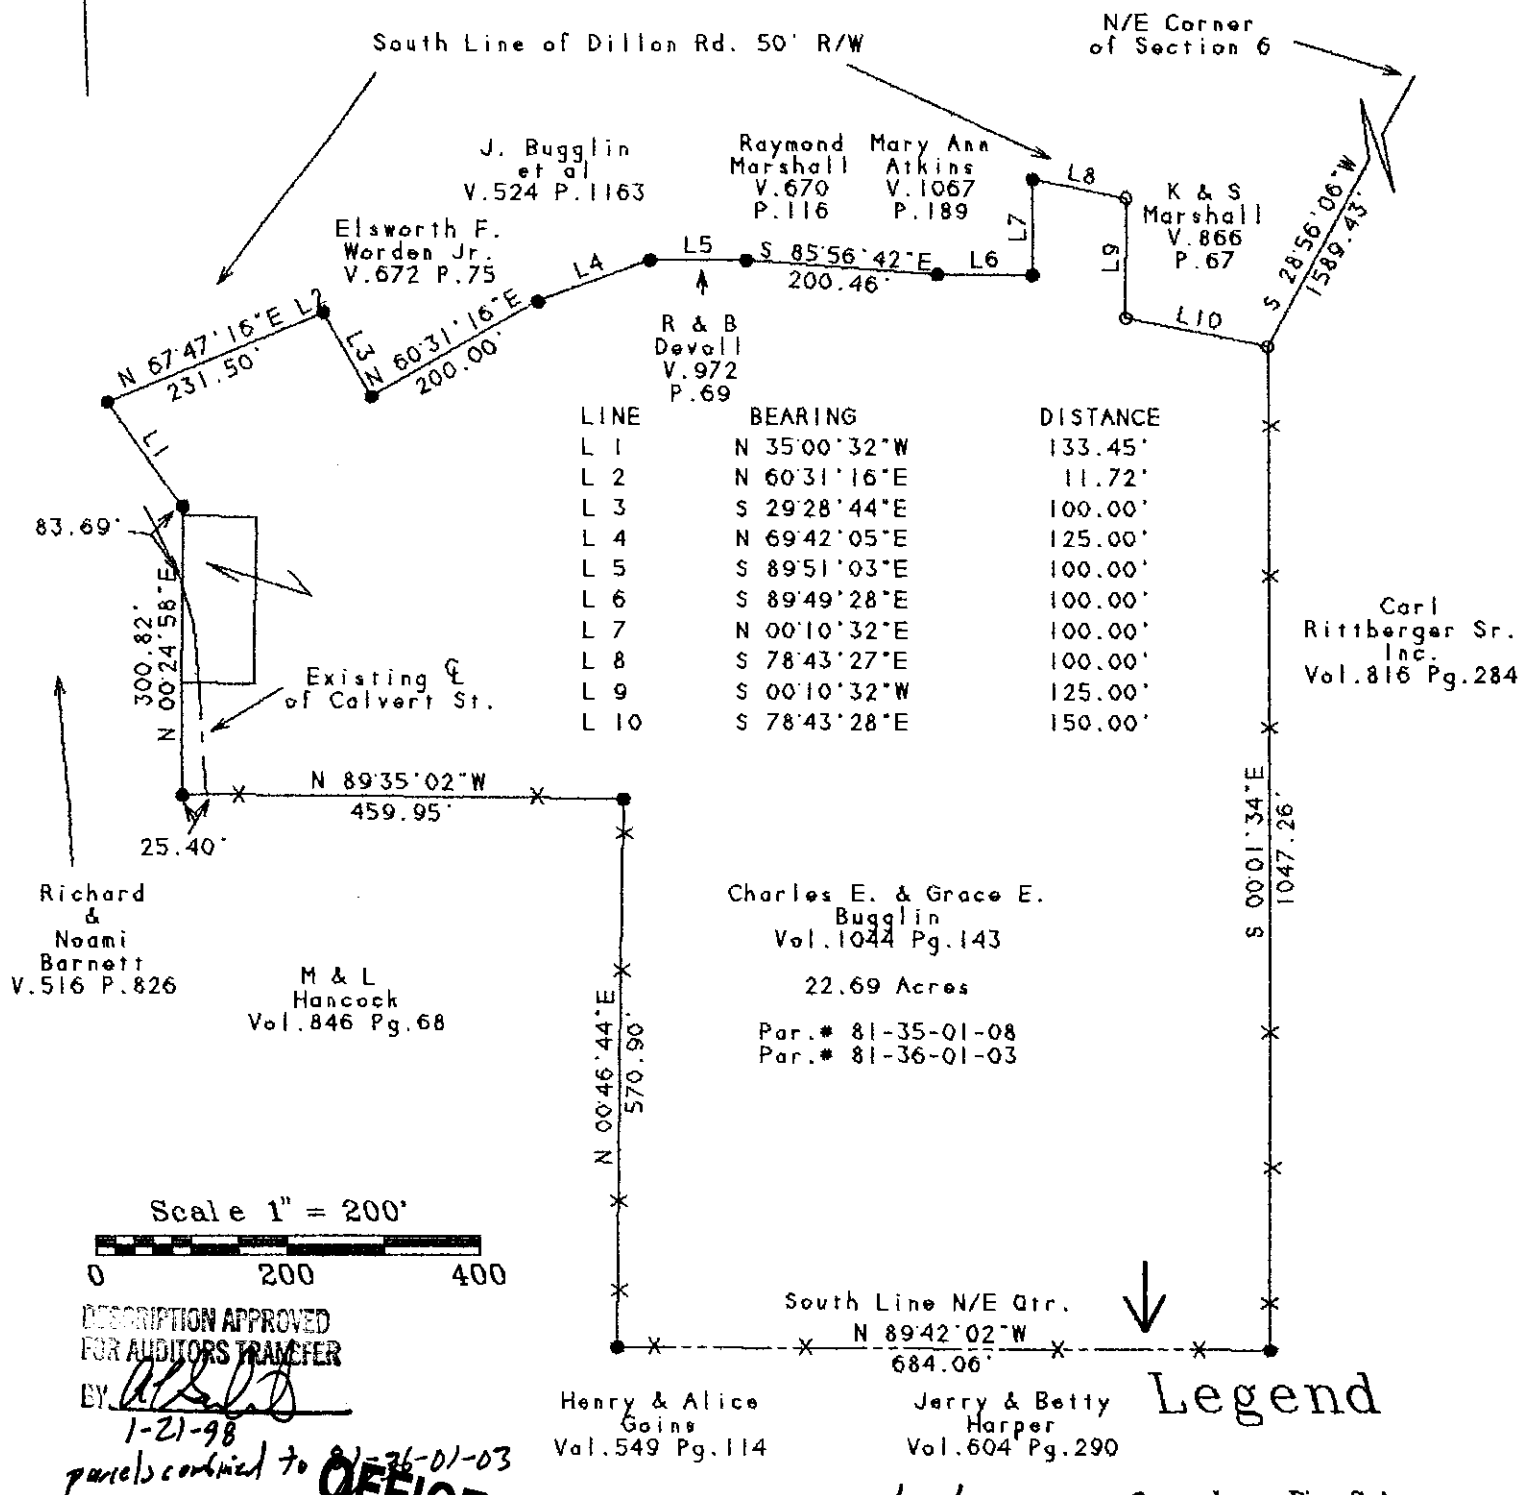 South Line of Dillon Rd. 50' R/W
N/E Corner
of Section 6
J. Bugglin
et al
V.524 P.1163
Raymond
Marshall
V.670
P.116
Mary Ann
Atkins
V.1067
P.189
L8
K & S
Marshall
V.866
P.67
S 28°56'06"W
1589.43'
Elsworth F.
Worden Jr.
V.672 P.75
L4
L5
S 85°56'42"E
200.46'
L6
L7
L9
L10
N 67°47'16"E
231.50'
L2
L3
N 60°31'16"E
200.00'
R & B
Devoll
V.972
P.69
L1
LINE BEARING DISTANCE
L 1 N 35°00'32"W 133.45'
L 2 N 60°31'16"E 11.72'
L 3 S 29°28'44"E 100.00'
L 4 N 69°42'05"E 125.00'
L 5 S 89°51'03"E 100.00'
L 6 S 89°49'28"E 100.00'
L 7 N 00°10'32"E 100.00'
L 8 S 78°43'27"E 100.00'
L 9 S 00°10'32"W 125.00'
L 10 S 78°43'28"E 150.00'
83.69'
300.82'
N 00°24'58"E
Existing ℄
of Calvert St.
Carl
Rittberger Sr.
Inc.
Vol.816 Pg.284
N 89°35'02"W
459.95'
25.40'
S 00°01'34"E
1047.26'
Richard
&
Noami
Barnett
V.516 P.826
M & L
Hancock
Vol.846 Pg.68
Charles E. & Grace E.
Bugglin
Vol.1044 Pg.143
22.69 Acres
Par.# 81-35-01-08
Par.# 81-36-01-03
N 00°46'44"E
570.90'
Scale 1" = 200'
0 200 400
South Line N/E Qtr.
N 89°42'02"W
684.06'
DESCRIPTION APPROVED
FOR AUDITORS TRANSFER
BY
1-21-98
parcels combined to 81-36-01-03
Henry & Alice
Goins
Vol.549 Pg.114
Jerry & Betty
Harper
Vol.604 Pg.290
Legend